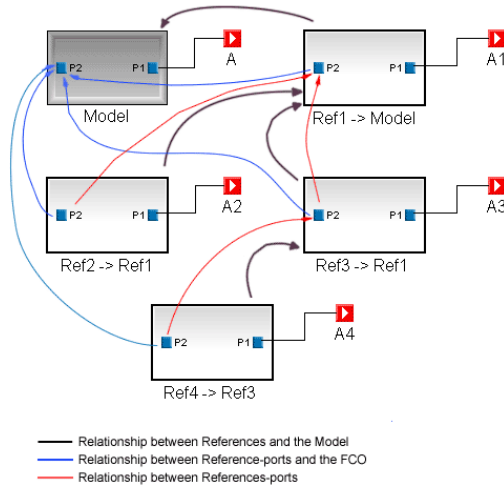 P2 P1 A
Model
P2 P1 A1
Ref1 -> Model
P2 P1 A2
Ref2 -> Ref1
P2 P1 A3
Ref3 -> Ref1
P2 P1 A4
Ref4 -> Ref3
Relationship between References and the Model
Relationship between Reference-ports and the FCO
Relationship between References-ports